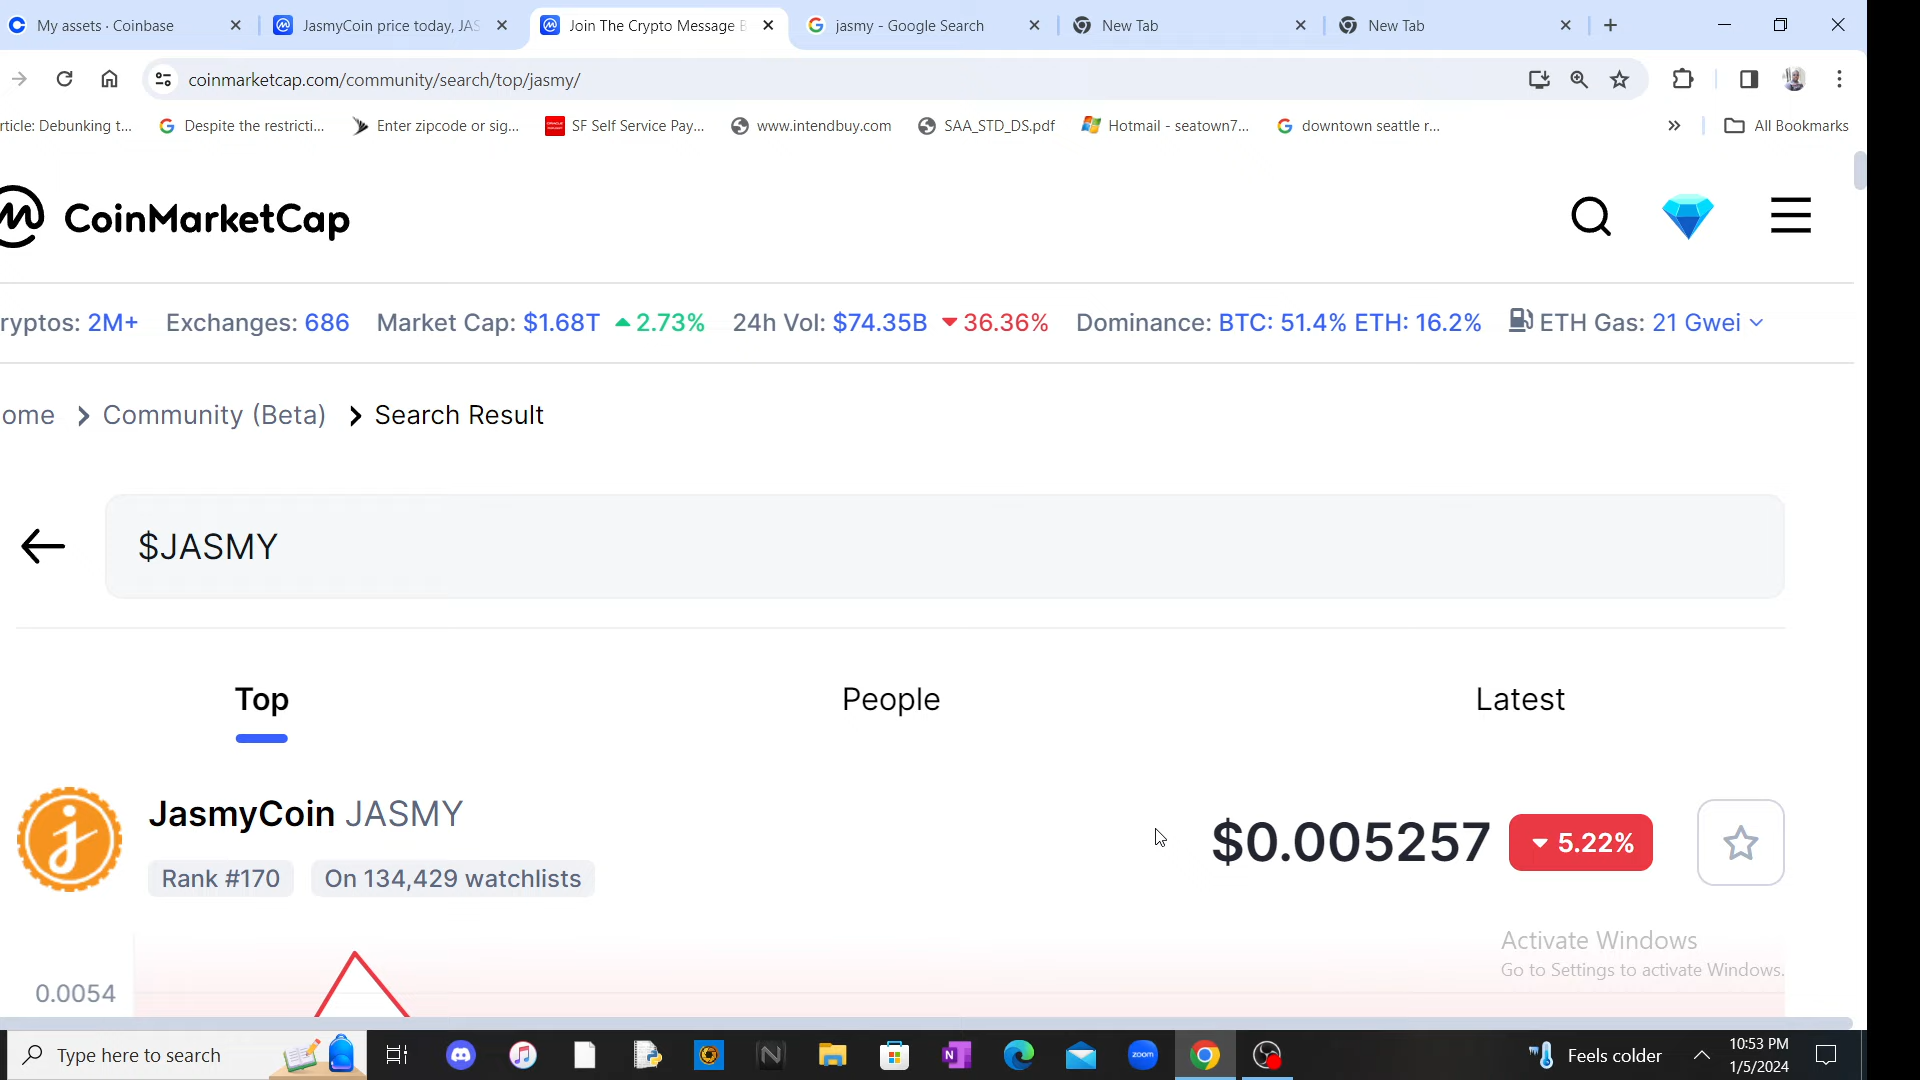 My assets · Coinbase
JasmyCoin price today, JAS
Join The Crypto Message B
jasmy - Google Search
New Tab
New Tab
coinmarketcap.com/community/search/top/jasmy/
rticle: Debunking t...
Despite the restricti...
Enter zipcode or sig...
SF Self Service Pay...
www.intendbuy.com
SAA_STD_DS.pdf
Hotmail - seatown7...
downtown seattle r...
»
All Bookmarks
CoinMarketCap
ryptos: 2M+ Exchanges: 686 Market Cap: $1.68T 2.73% 24h Vol: $74.35B 36.36% Dominance: BTC: 51.4% ETH: 16.2% ETH Gas: 21 Gwei
ome Community (Beta) Search Result
$JASMY
Top
People
Latest
JasmyCoin JASMY
Rank #170
On 134,429 watchlists
$0.005257
5.22%
0.0054
Activate Windows
Go to Settings to activate Windows.
Type here to search
zoom
Feels colder
10:53 PM
1/5/2024